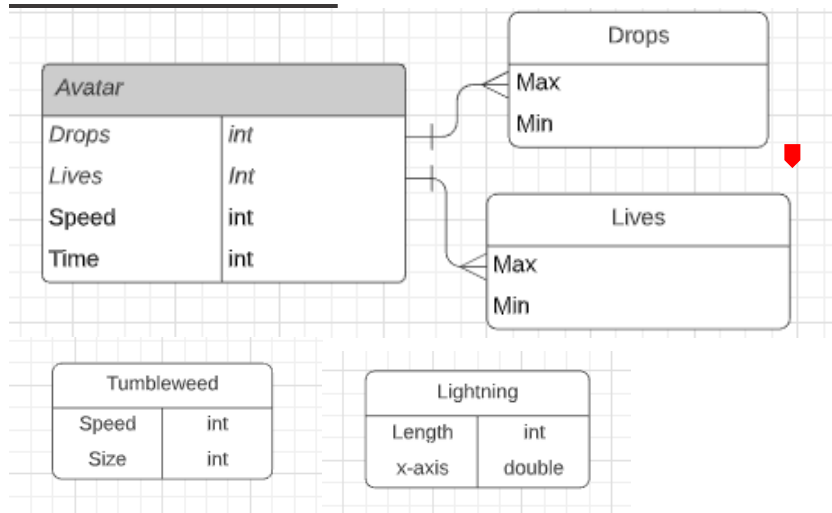 Drops
Max
Min
Avatar
Drops int
Lives Int
Speed int
Time int
Lives
Max
Min
Tumbleweed
Speed int
Size int
Lightning
Length int
x-axis double